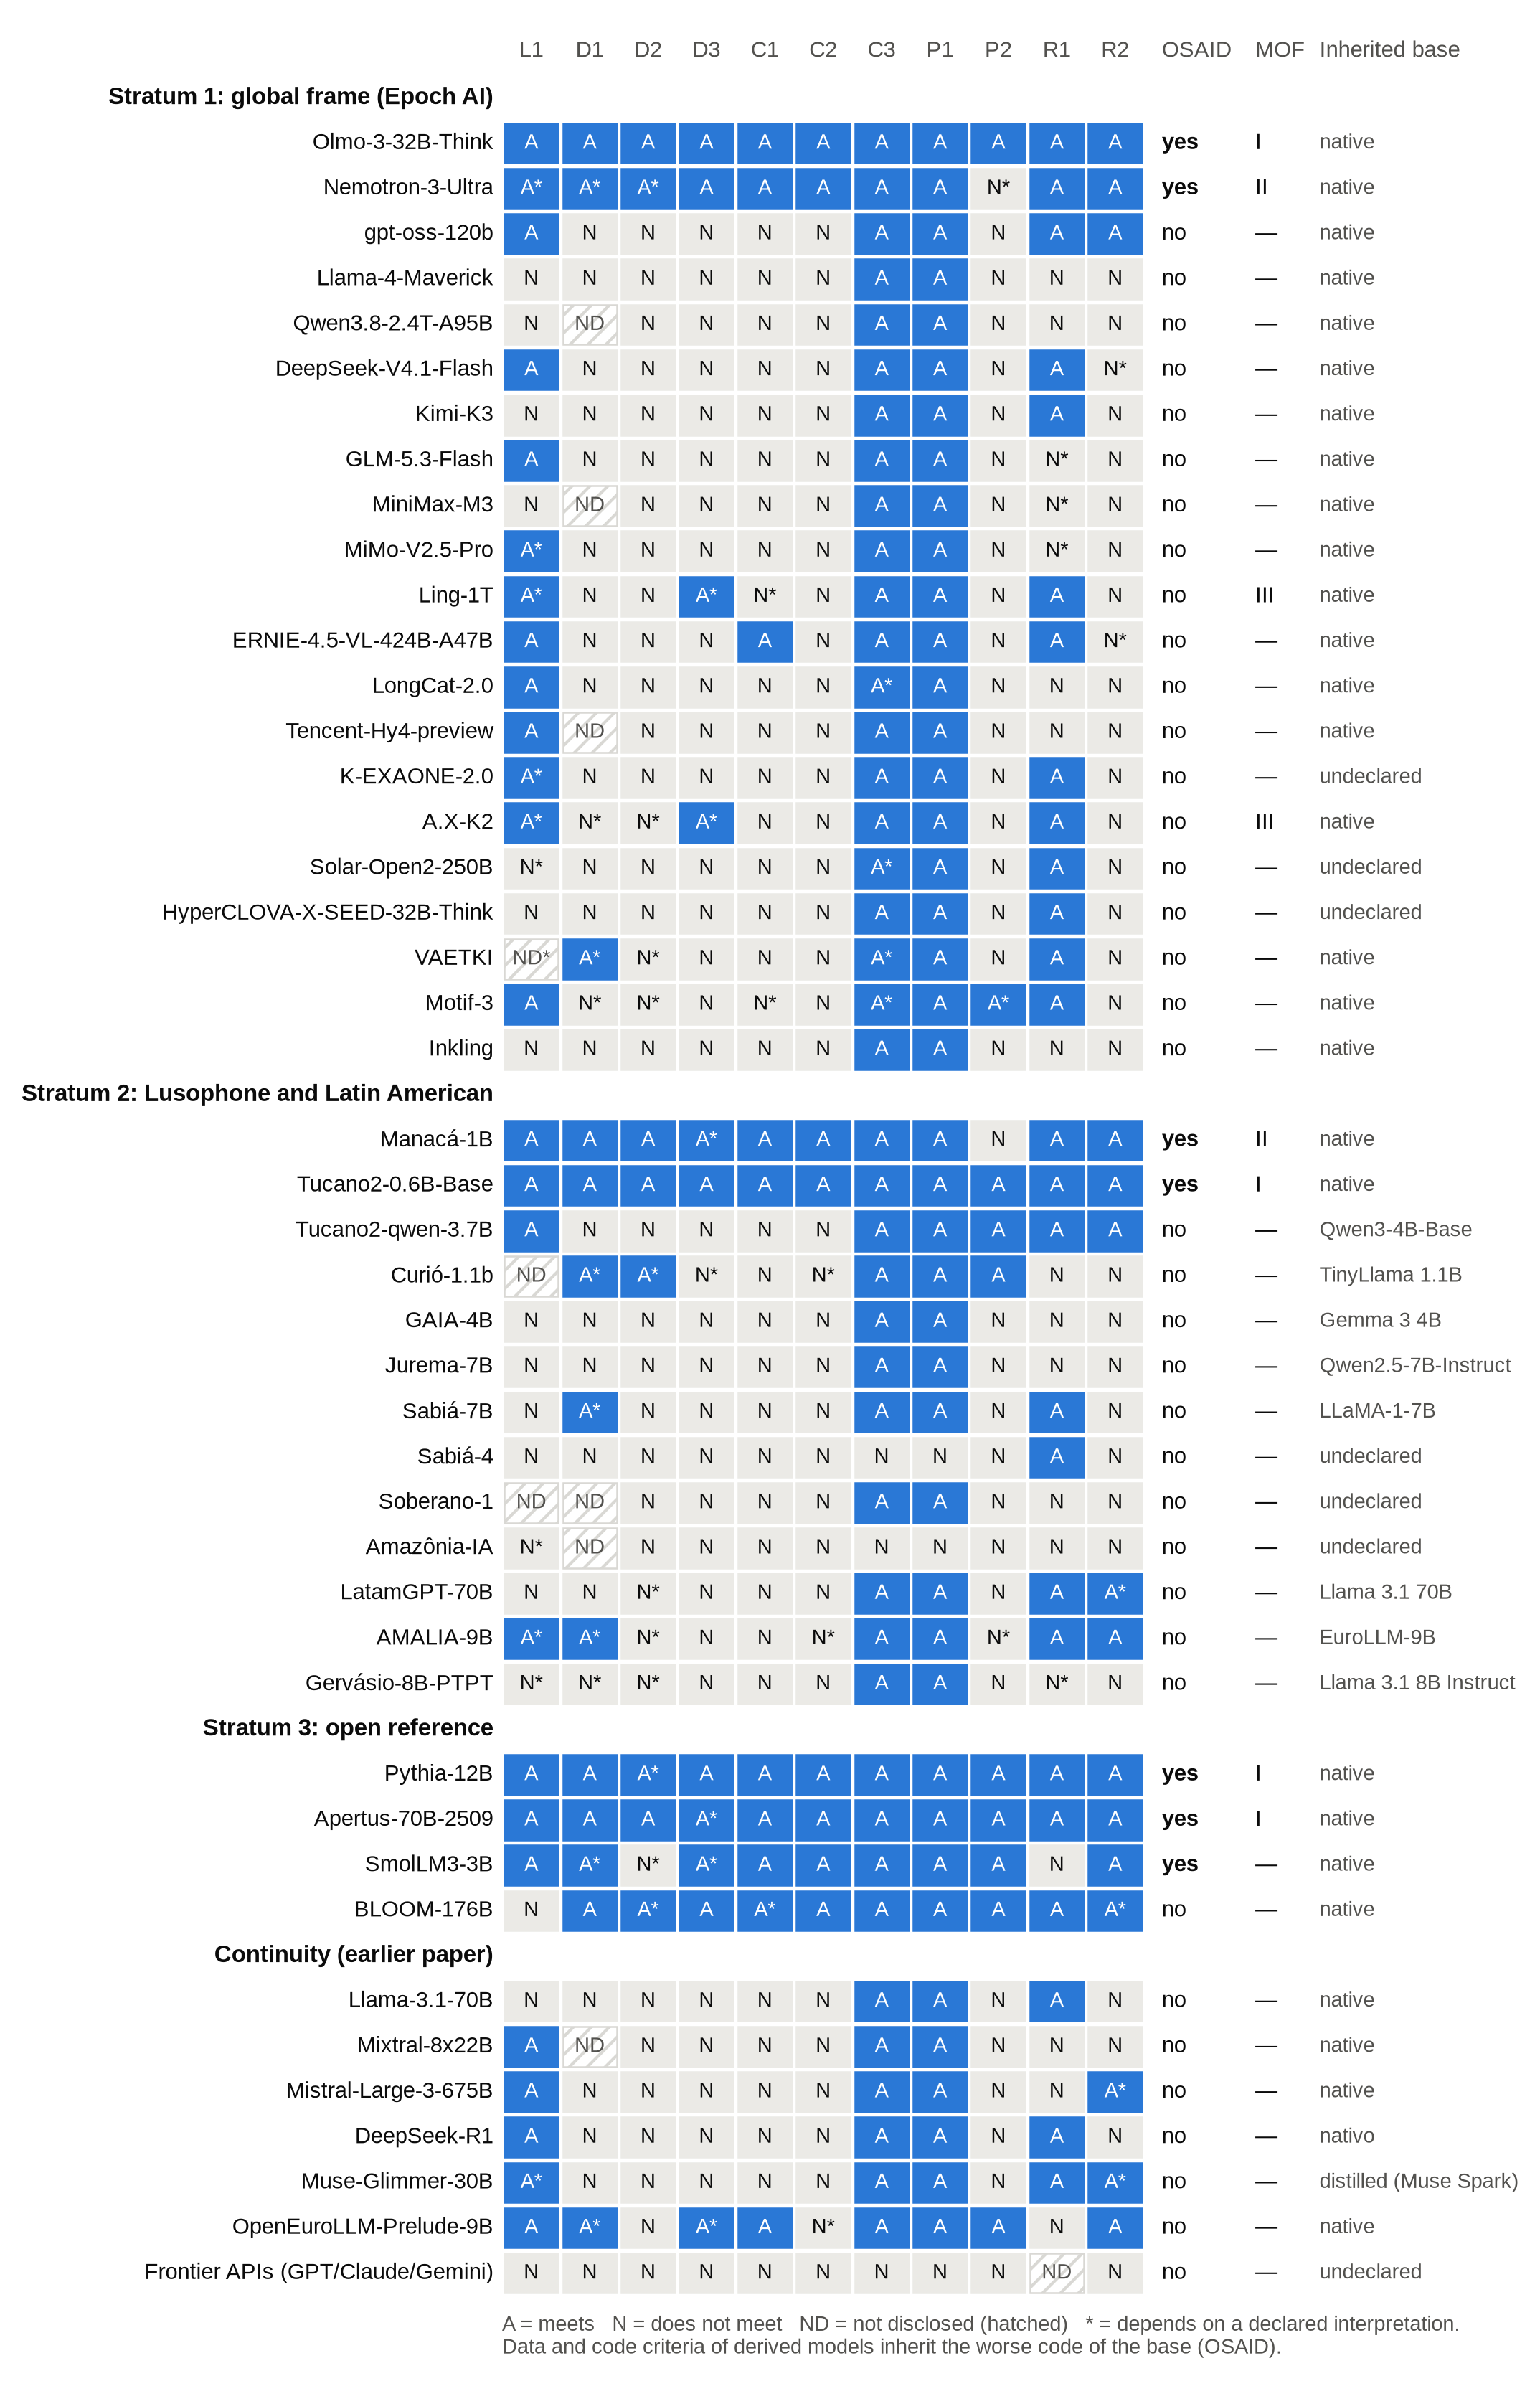 L1 D1 D2 D3 C1 C2 C3 P1 P2 R1 R2 OSAID MOF Inherited base
Stratum 1: global frame (Epoch AI)
Olmo-3-32B-Think A A A A A A A A A A A yes I native
Nemotron-3-Ultra A* A* A* A A A A A N* A A yes II native
gpt-oss-120b A N N N N N A A N A A no — native
Llama-4-Maverick N N N N N N A A N N N no — native
Qwen3.8-2.4T-A95B N ND N N N N A A N N N no — native
DeepSeek-V4.1-Flash A N N N N N A A N A N* no — native
Kimi-K3 N N N N N N A A N A N no — native
GLM-5.3-Flash A N N N N N A A N N* N no — native
MiniMax-M3 N ND N N N N A A N N* N no — native
MiMo-V2.5-Pro A* N N N N N A A N N* N no — native
Ling-1T A* N N A* N* N A A N A N no III native
ERNIE-4.5-VL-424B-A47B A N N N A N A A N A N* no — native
LongCat-2.0 A N N N N N A* A N N N no — native
Tencent-Hy4-preview A ND N N N N A A N N N no — native
K-EXAONE-2.0 A* N N N N N A A N A N no — undeclared
A.X-K2 A* N* N* A* N N A A N A N no III native
Solar-Open2-250B N* N N N N N A* A N A N no — undeclared
HyperCLOVA-X-SEED-32B-Think N N N N N N A A N A N no — undeclared
VAETKI ND* A* N* N N N A* A N A N no — native
Motif-3 A N* N* N N* N A* A A* A N no — native
Inkling N N N N N N A A N N N no — native
Stratum 2: Lusophone and Latin American
Manacá-1B A A A A* A A A A N A A yes II native
Tucano2-0.6B-Base A A A A A A A A A A A yes I native
Tucano2-qwen-3.7B A N N N N N A A A A A no — Qwen3-4B-Base
Curió-1.1b ND A* A* N* N N* A A A N N no — TinyLlama 1.1B
GAIA-4B N N N N N N A A N N N no — Gemma 3 4B
Jurema-7B N N N N N N A A N N N no — Qwen2.5-7B-Instruct
Sabiá-7B N A* N N N N A A N A N no — LLaMA-1-7B
Sabiá-4 N N N N N N N N N A N no — undeclared
Soberano-1 ND ND N N N N A A N N N no — undeclared
Amazônia-IA N* ND N N N N N N N N N no — undeclared
LatamGPT-70B N N N* N N N A A N A A* no — Llama 3.1 70B
AMALIA-9B A* A* N* N N N* A A N* A A no — EuroLLM-9B
Gervásio-8B-PTPT N* N* N* N N N A A N N* N no — Llama 3.1 8B Instruct
Stratum 3: open reference
Pythia-12B A A A* A A A A A A A A yes I native
Apertus-70B-2509 A A A A* A A A A A A A yes I native
SmolLM3-3B A A* N* A* A A A A A N A yes — native
BLOOM-176B N A A* A A* A A A A A A* no — native
Continuity (earlier paper)
Llama-3.1-70B N N N N N N A A N A N no — native
Mixtral-8x22B A ND N N N N A A N N N no — native
Mistral-Large-3-675B A N N N N N A A N N A* no — native
DeepSeek-R1 A N N N N N A A N A N no — nativo
Muse-Glimmer-30B A* N N N N N A A N A A* no — distilled (Muse Spark)
OpenEuroLLM-Prelude-9B A A* N A* A N* A A A N A no — native
Frontier APIs (GPT/Claude/Gemini) N N N N N N N N N ND N no — undeclared
A = meets N = does not meet ND = not disclosed (hatched) * = depends on a declared interpretation.
Data and code criteria of derived models inherit the worse code of the base (OSAID).